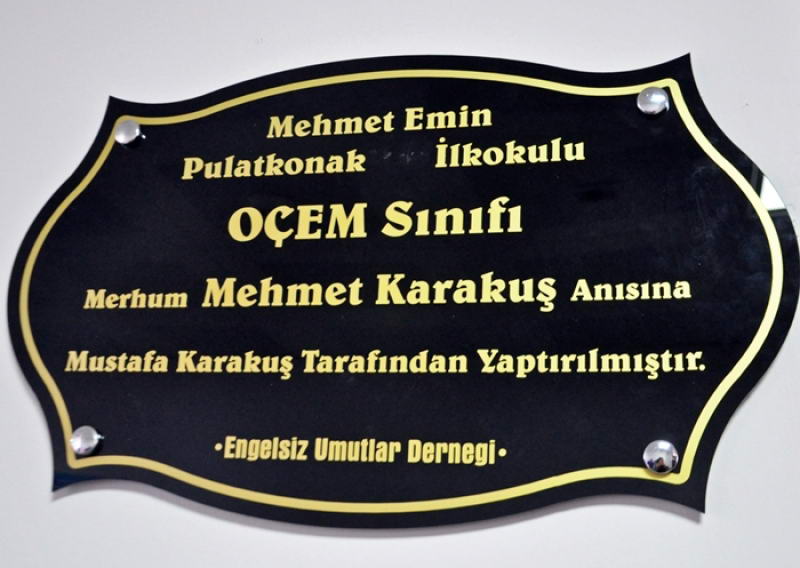 Mehmet Emin
Pulatkonak İlkokulu
OÇEM Sınıfı
Merhum Mehmet Karakuş Anısına
Mustafa Karakuş Tarafından Yaptırılmıştır.
•Engelsiz Umutlar Dernegi•